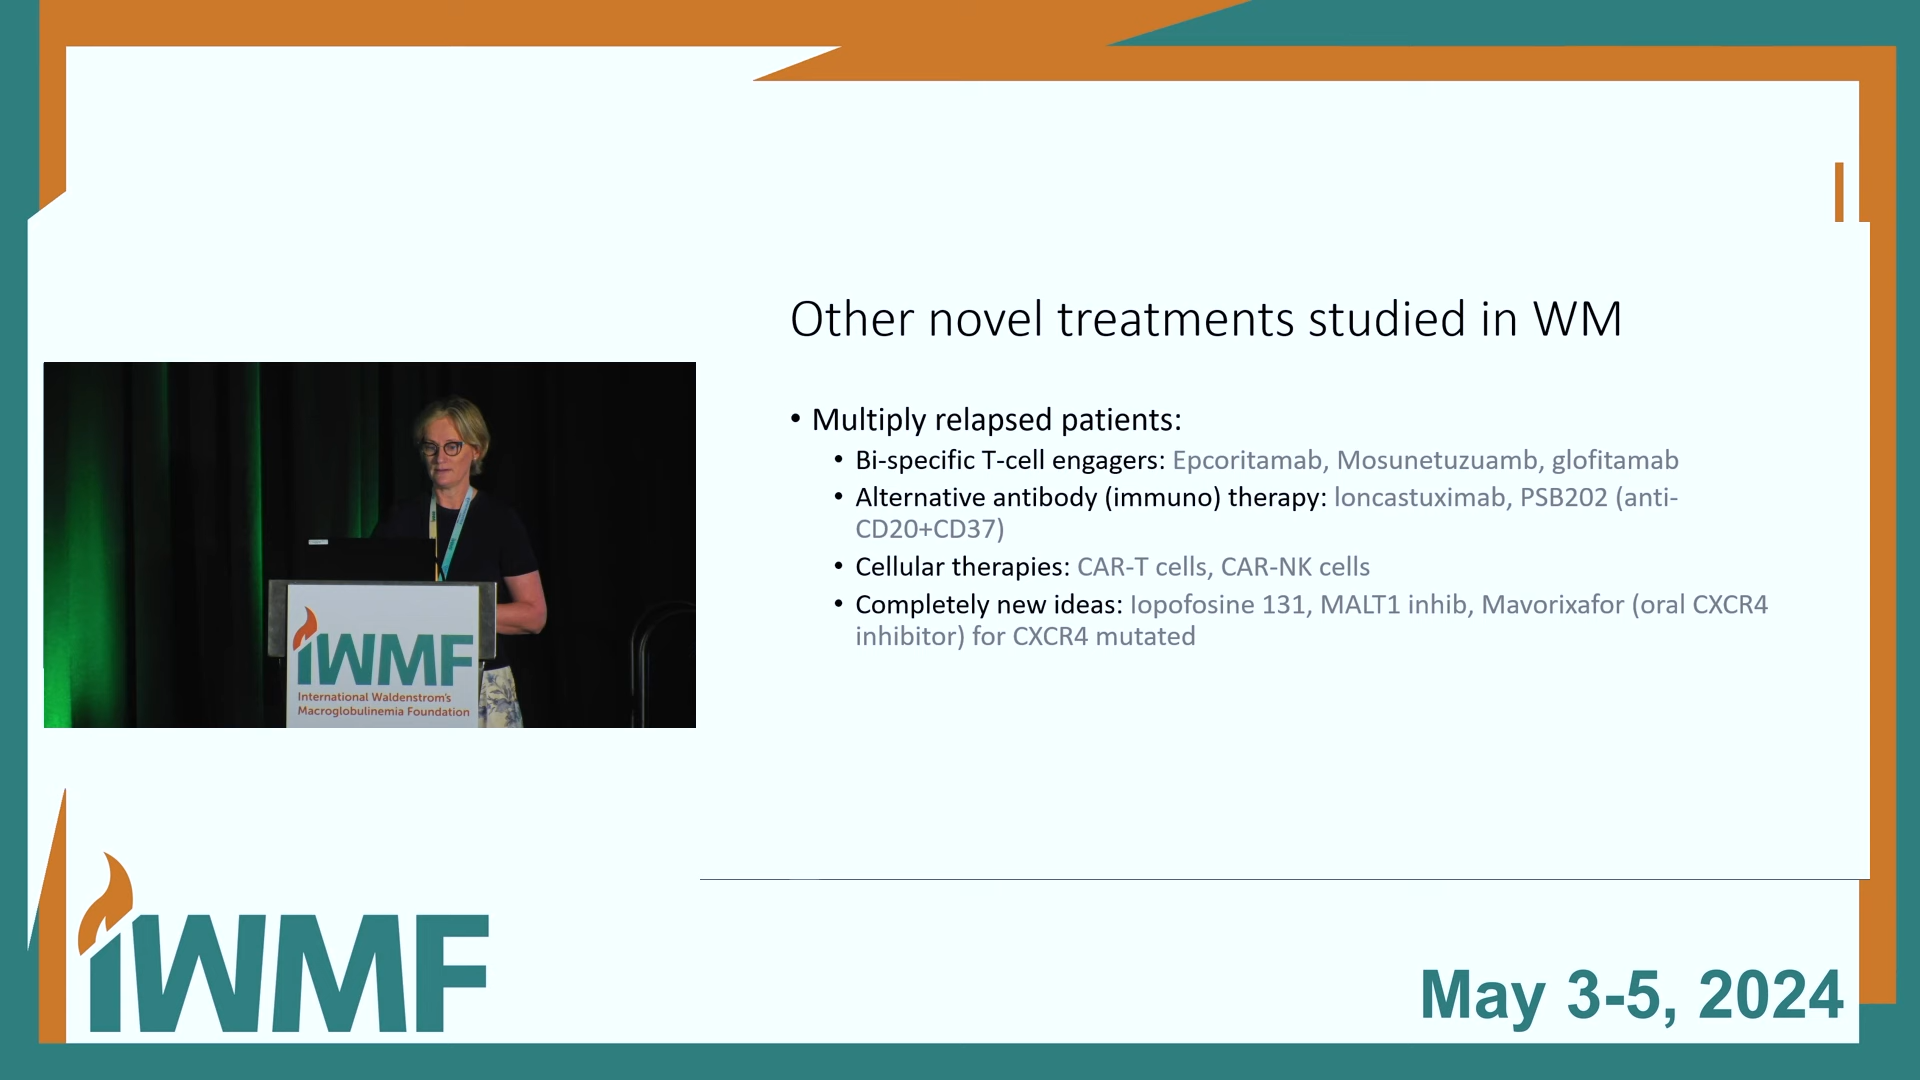 Other novel treatments studied in WM
• Multiply relapsed patients:
• Bi-specific T-cell engagers: Epcoritamab, Mosunetuzuamb, glofitamab
• Alternative antibody (immuno) therapy: loncastuximab, PSB202 (anti-
CD20+CD37)
• Cellular therapies: CAR-T cells, CAR-NK cells
• Completely new ideas: Iopofosine 131, MALT1 inhib, Mavorixafor (oral CXCR4
inhibitor) for CXCR4 mutated
iWMF
International Waldenstrom's
Macroglobulinemia Foundation
iWMF
May 3-5, 2024